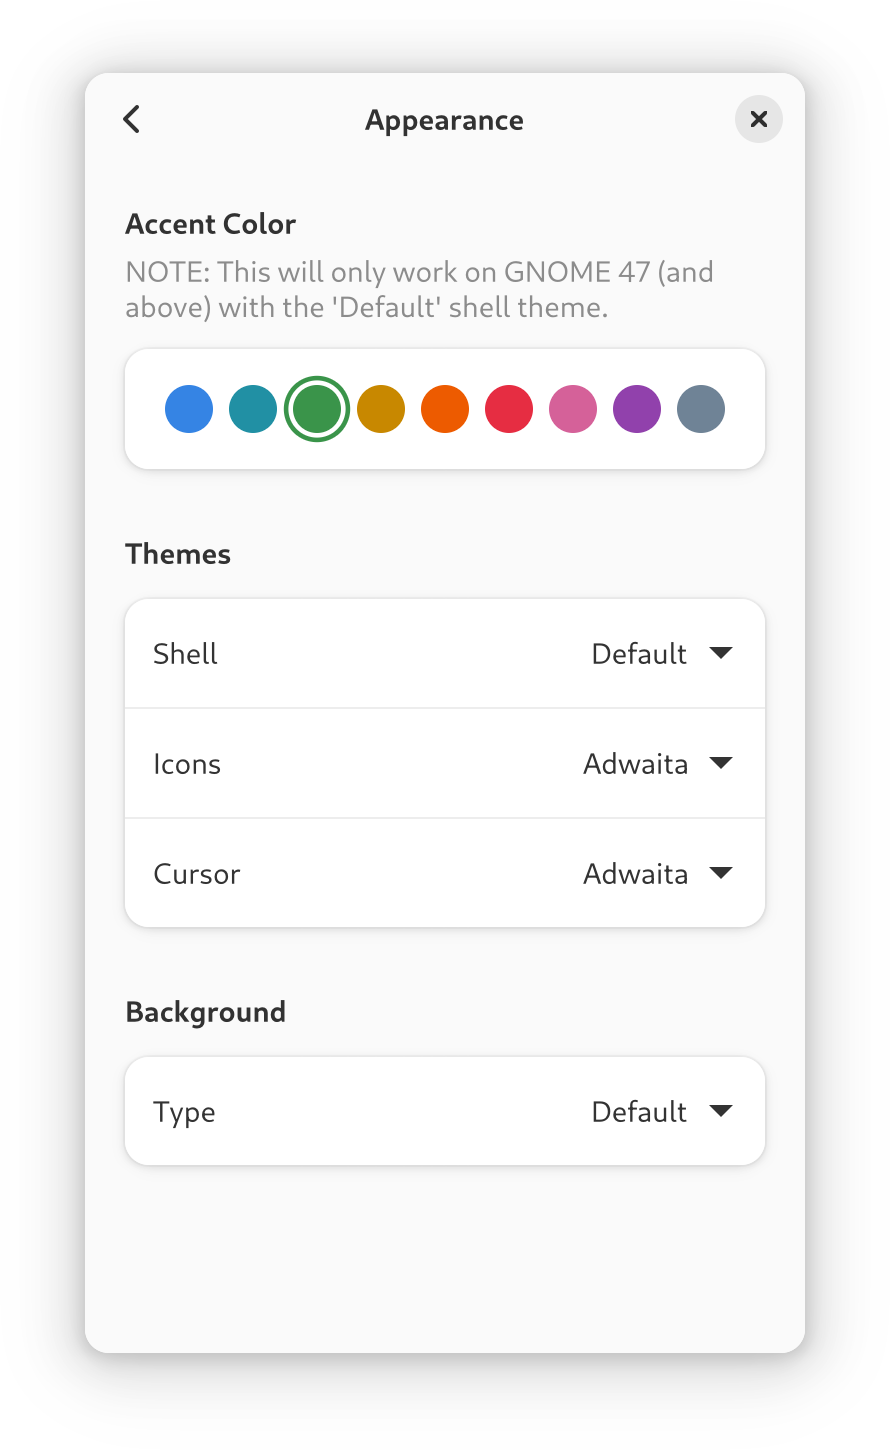 Appearance
Accent Color
NOTE: This will only work on GNOME 47 (and
above) with the 'Default' shell theme.
Themes
Shell Default
Icons Adwaita
Cursor Adwaita
Background
Type Default